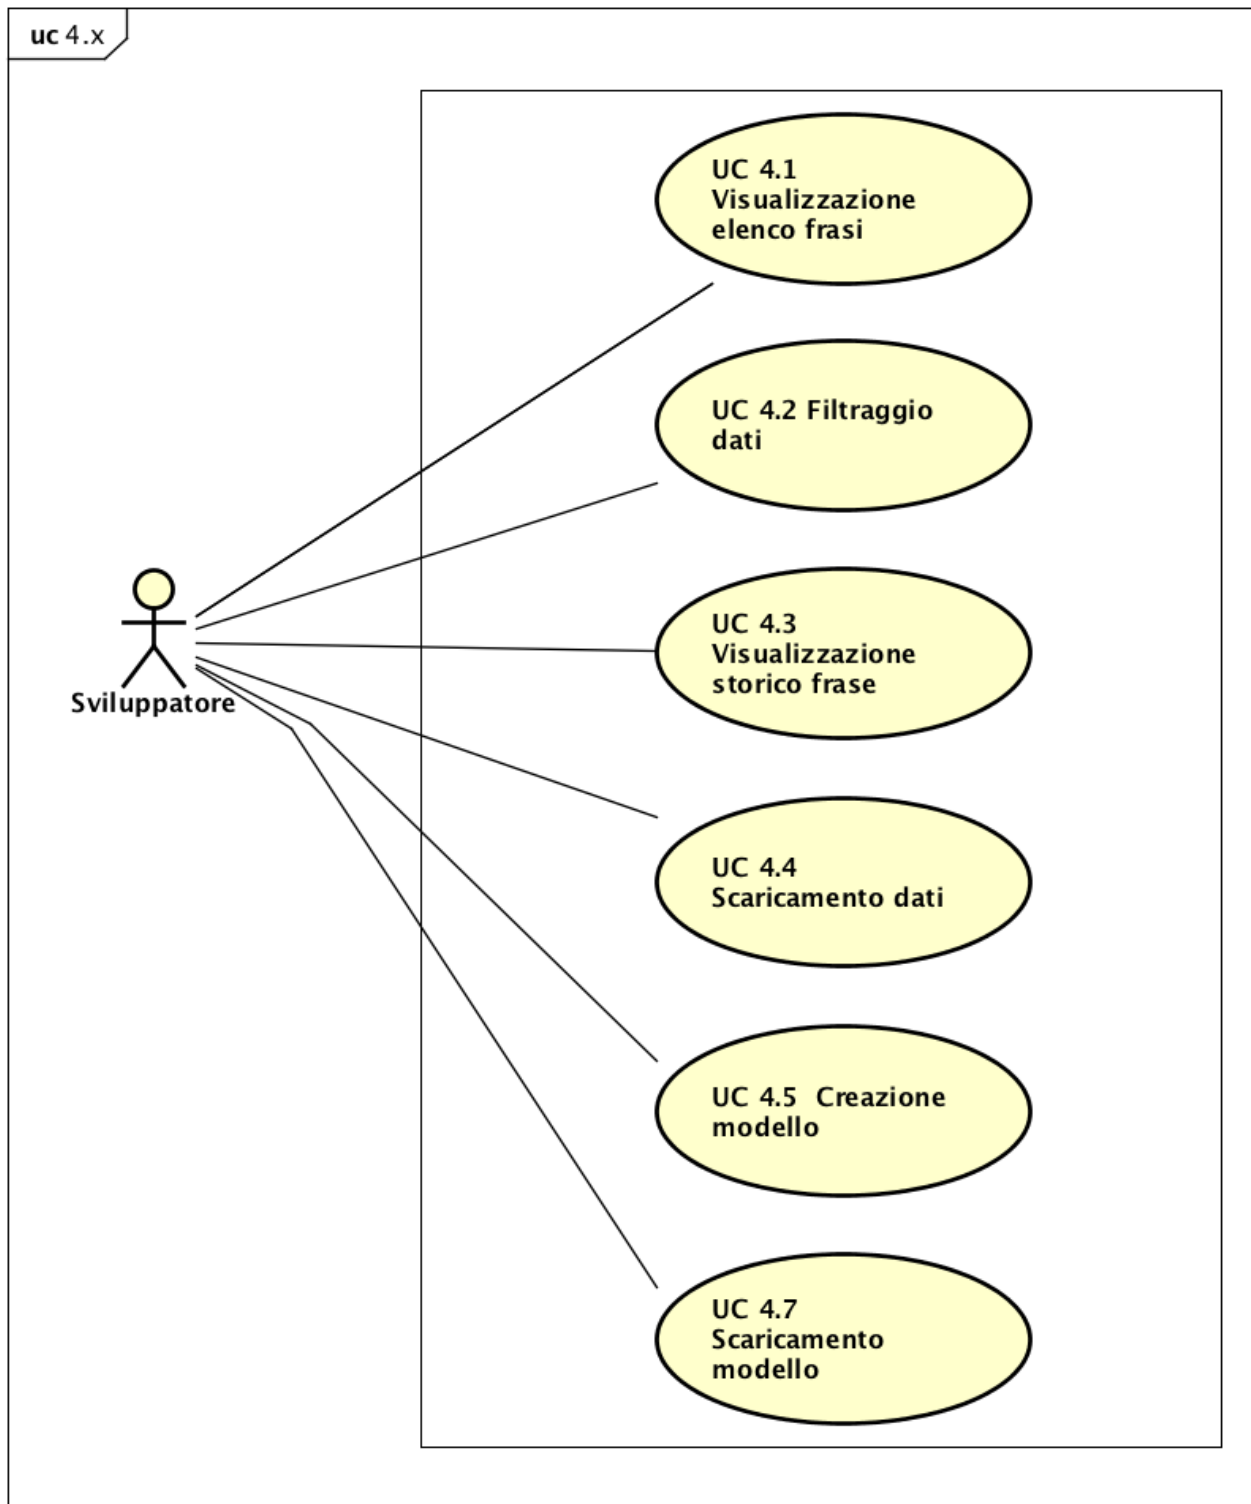 uc 4.x
UC 4.1
Visualizzazione
elenco frasi
UC 4.2 Filtraggio
dati
UC 4.3
Visualizzazione
storico frase
Sviluppatore
UC 4.4
Scaricamento dati
UC 4.5  Creazione
modello
UC 4.7
Scaricamento
modello